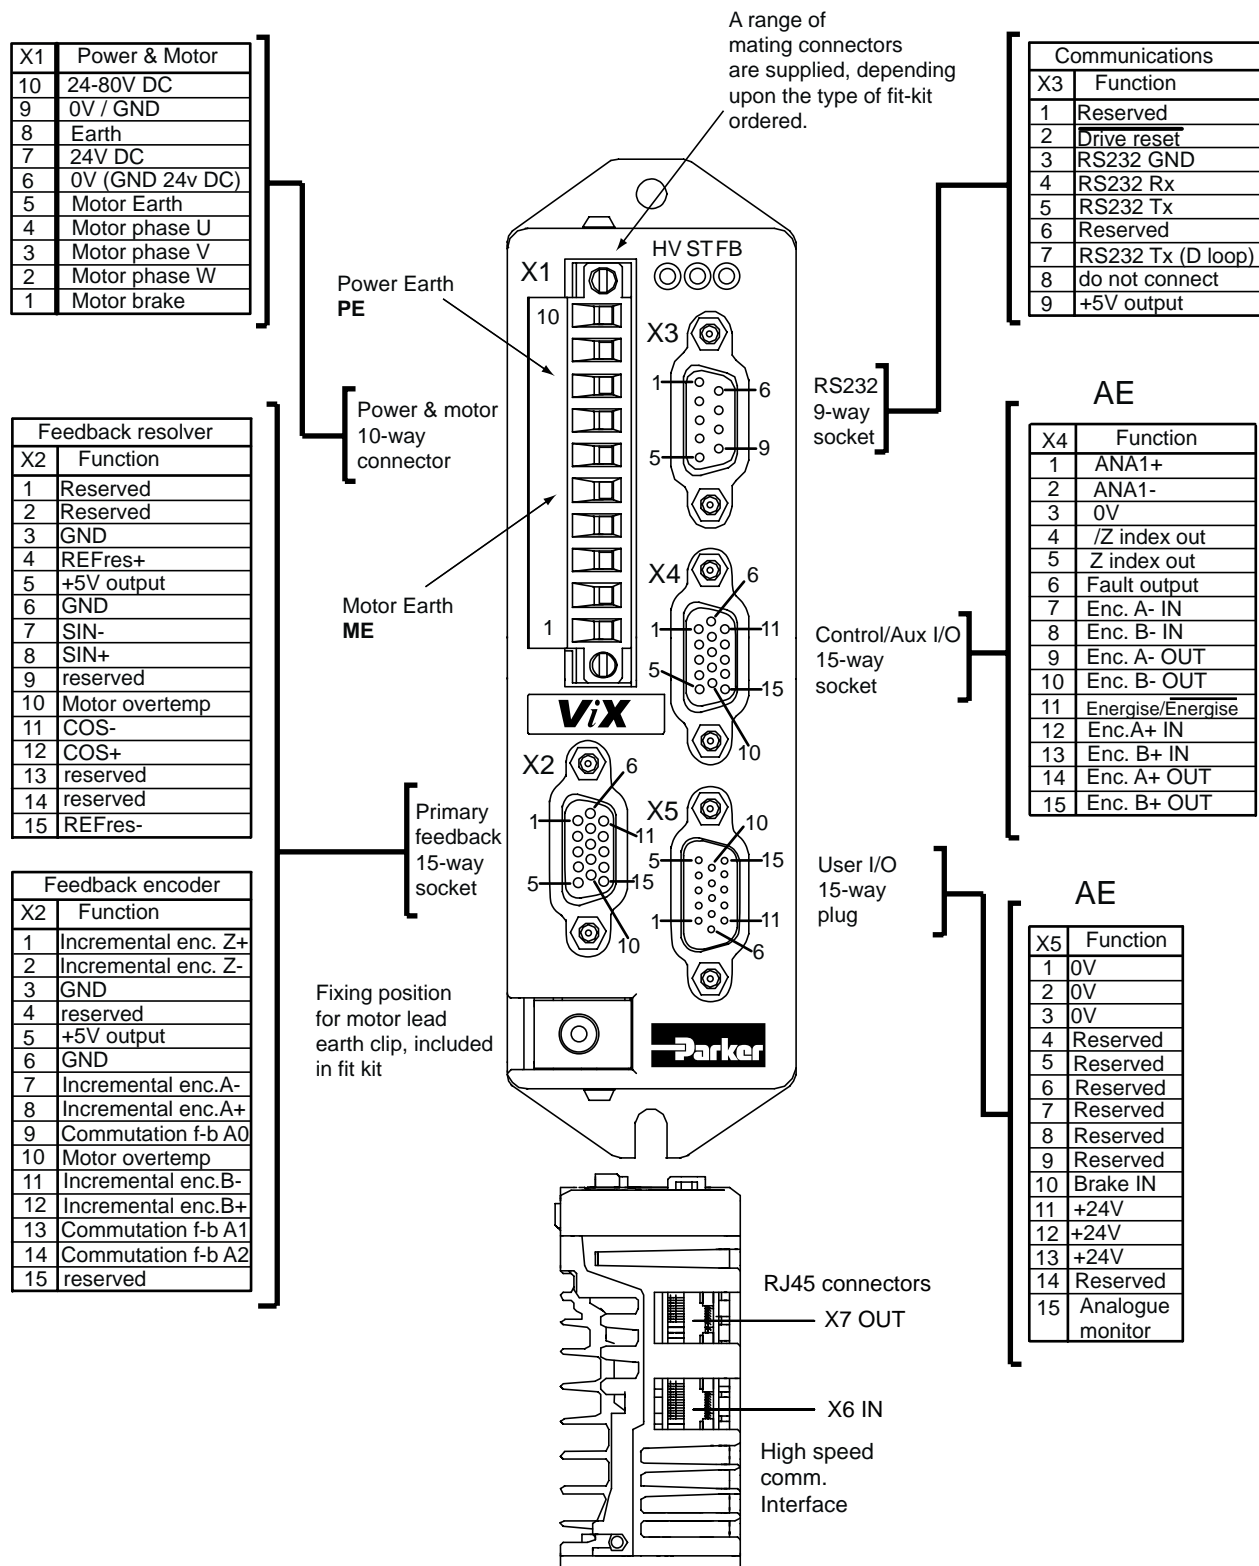 A range of
mating connectors
are supplied, depending
upon the type of fit-kit
ordered.
X1 Power & Motor
10 24-80V DC
9 0V / GND
8 Earth
7 24V DC
6 0V (GND 24v DC)
5 Motor Earth
4 Motor phase U
3 Motor phase V
2 Motor phase W
1 Motor brake
Communications
X3 Function
1 Reserved
2 Drive reset
3 RS232 GND
4 RS232 Rx
5 RS232 Tx
6 Reserved
7 RS232 Tx (D loop)
8 do not connect
9 +5V output
Power Earth
PE
Power & motor
10-way
connector
Motor Earth
ME
HV ST FB
X1
10
1
X3
1
6
5
9
RS232
9-way
socket
X4
6
1
11
5
15
10
Control/Aux I/O
15-way
socket
ViX
X2
6
1
11
5
15
10
Primary
feedback
15-way
socket
X5
10
5
15
1
11
6
User I/O
15-way
plug
Parker
Fixing position
for motor lead
earth clip, included
in fit kit
Feedback resolver
X2 Function
1 Reserved
2 Reserved
3 GND
4 REFres+
5 +5V output
6 GND
7 SIN-
8 SIN+
9 reserved
10 Motor overtemp
11 COS-
12 COS+
13 reserved
14 reserved
15 REFres-
Feedback encoder
X2 Function
1 Incremental enc. Z+
2 Incremental enc. Z-
3 GND
4 reserved
5 +5V output
6 GND
7 Incremental enc.A-
8 Incremental enc.A+
9 Commutation f-b A0
10 Motor overtemp
11 Incremental enc.B-
12 Incremental enc.B+
13 Commutation f-b A1
14 Commutation f-b A2
15 reserved
AE
X4 Function
1 ANA1+
2 ANA1-
3 0V
4 /Z index out
5 Z index out
6 Fault output
7 Enc. A- IN
8 Enc. B- IN
9 Enc. A- OUT
10 Enc. B- OUT
11 Energise/Energise
12 Enc.A+ IN
13 Enc. B+ IN
14 Enc. A+ OUT
15 Enc. B+ OUT
AE
X5 Function
1 0V
2 0V
3 0V
4 Reserved
5 Reserved
6 Reserved
7 Reserved
8 Reserved
9 Reserved
10 Brake IN
11 +24V
12 +24V
13 +24V
14 Reserved
15 Analogue
monitor
RJ45 connectors
X7 OUT
X6 IN
High speed
comm.
Interface